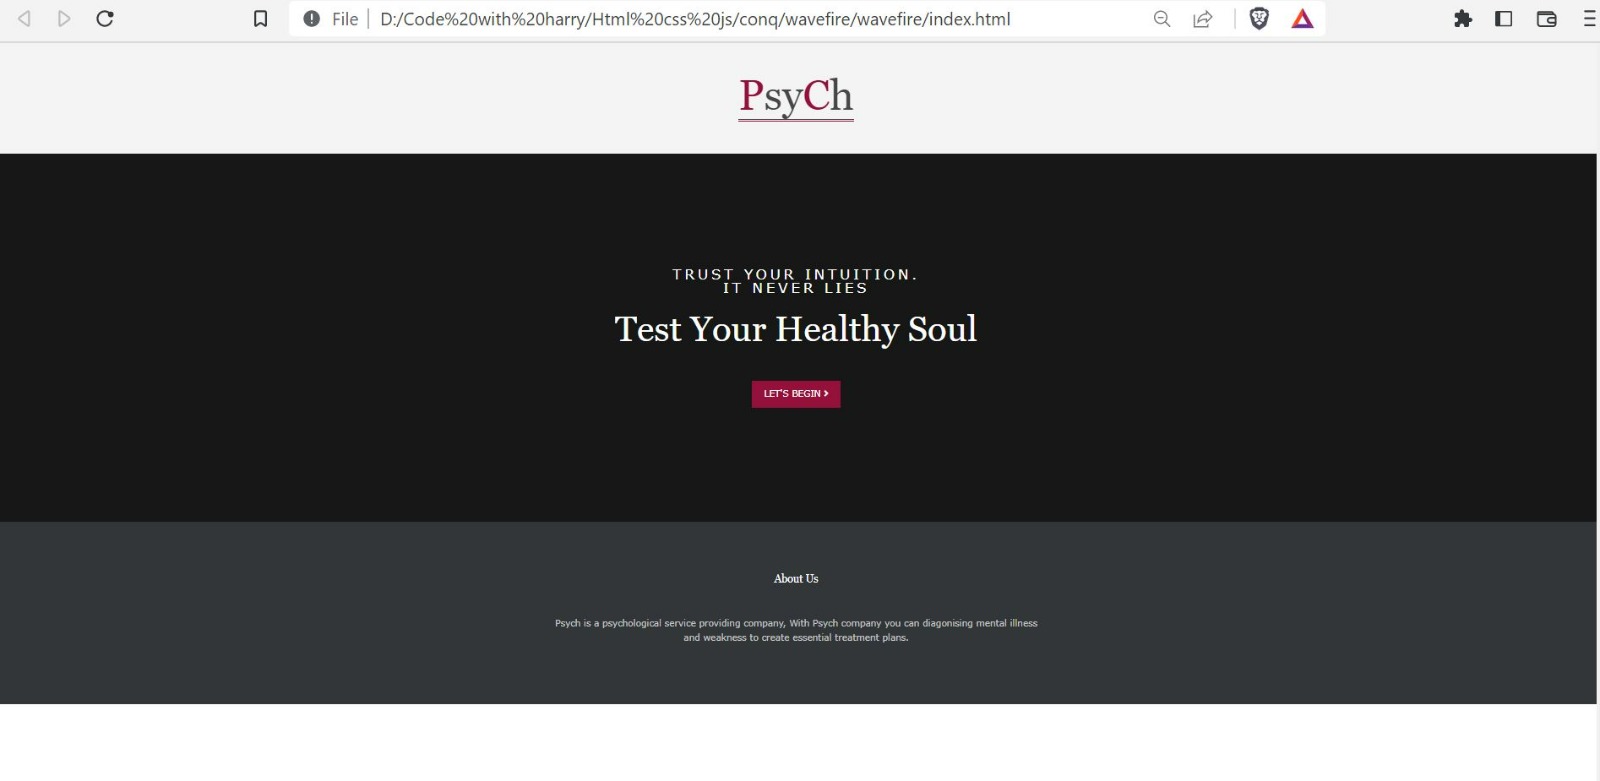 File D:/Code%20with%20harry/Html%20css%20js/conq/wavefire/wavefire/index.html
PsyCh
TRUST YOUR INTUITION.
IT NEVER LIES
Test Your Healthy Soul
LET'S BEGIN
About Us
Psych is a psychological service providing company, With Psych company you can diagonising mental illness
and weakness to create essential treatment plans.